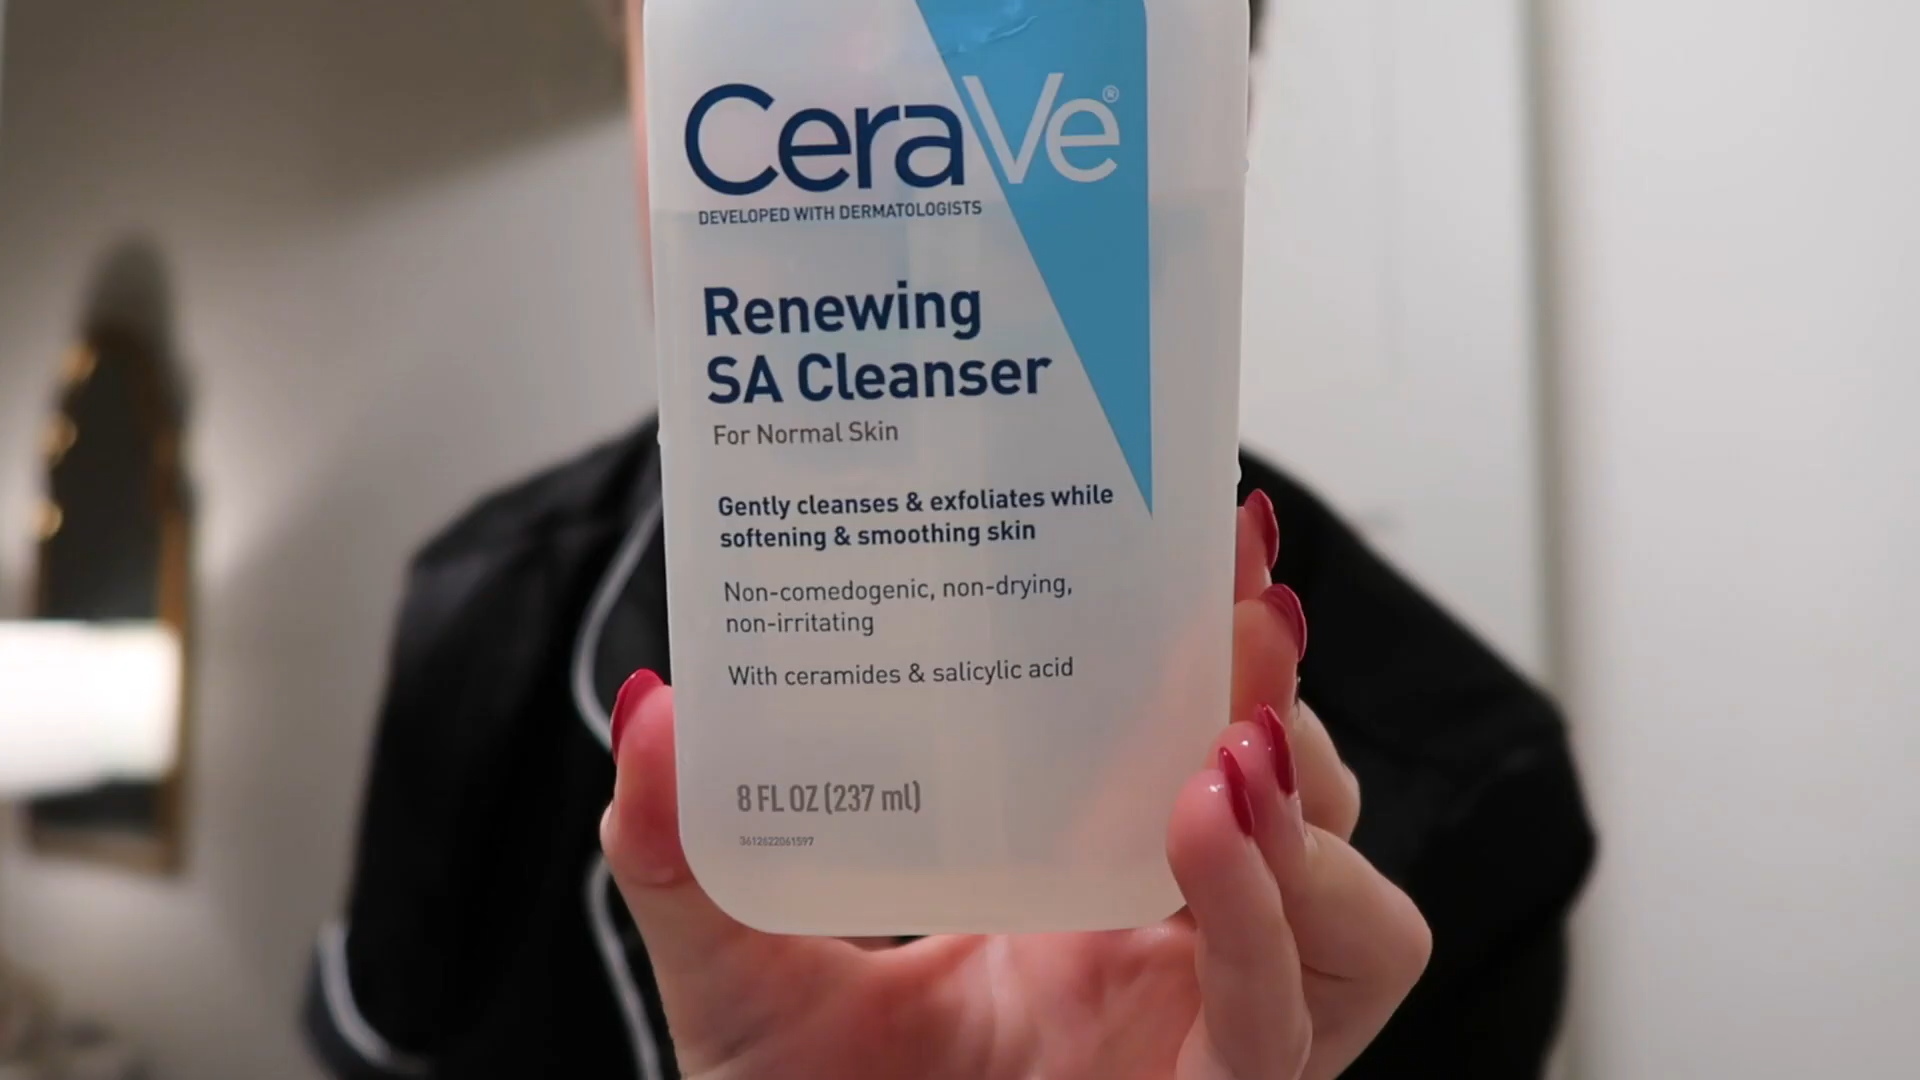 CeraVe®
DEVELOPED WITH DERMATOLOGISTS
Renewing
SA Cleanser
For Normal Skin
Gently cleanses & exfoliates while
softening & smoothing skin
Non-comedogenic, non-drying,
non-irritating
With ceramides & salicylic acid
8 FL OZ (237 ml)
3612622061597